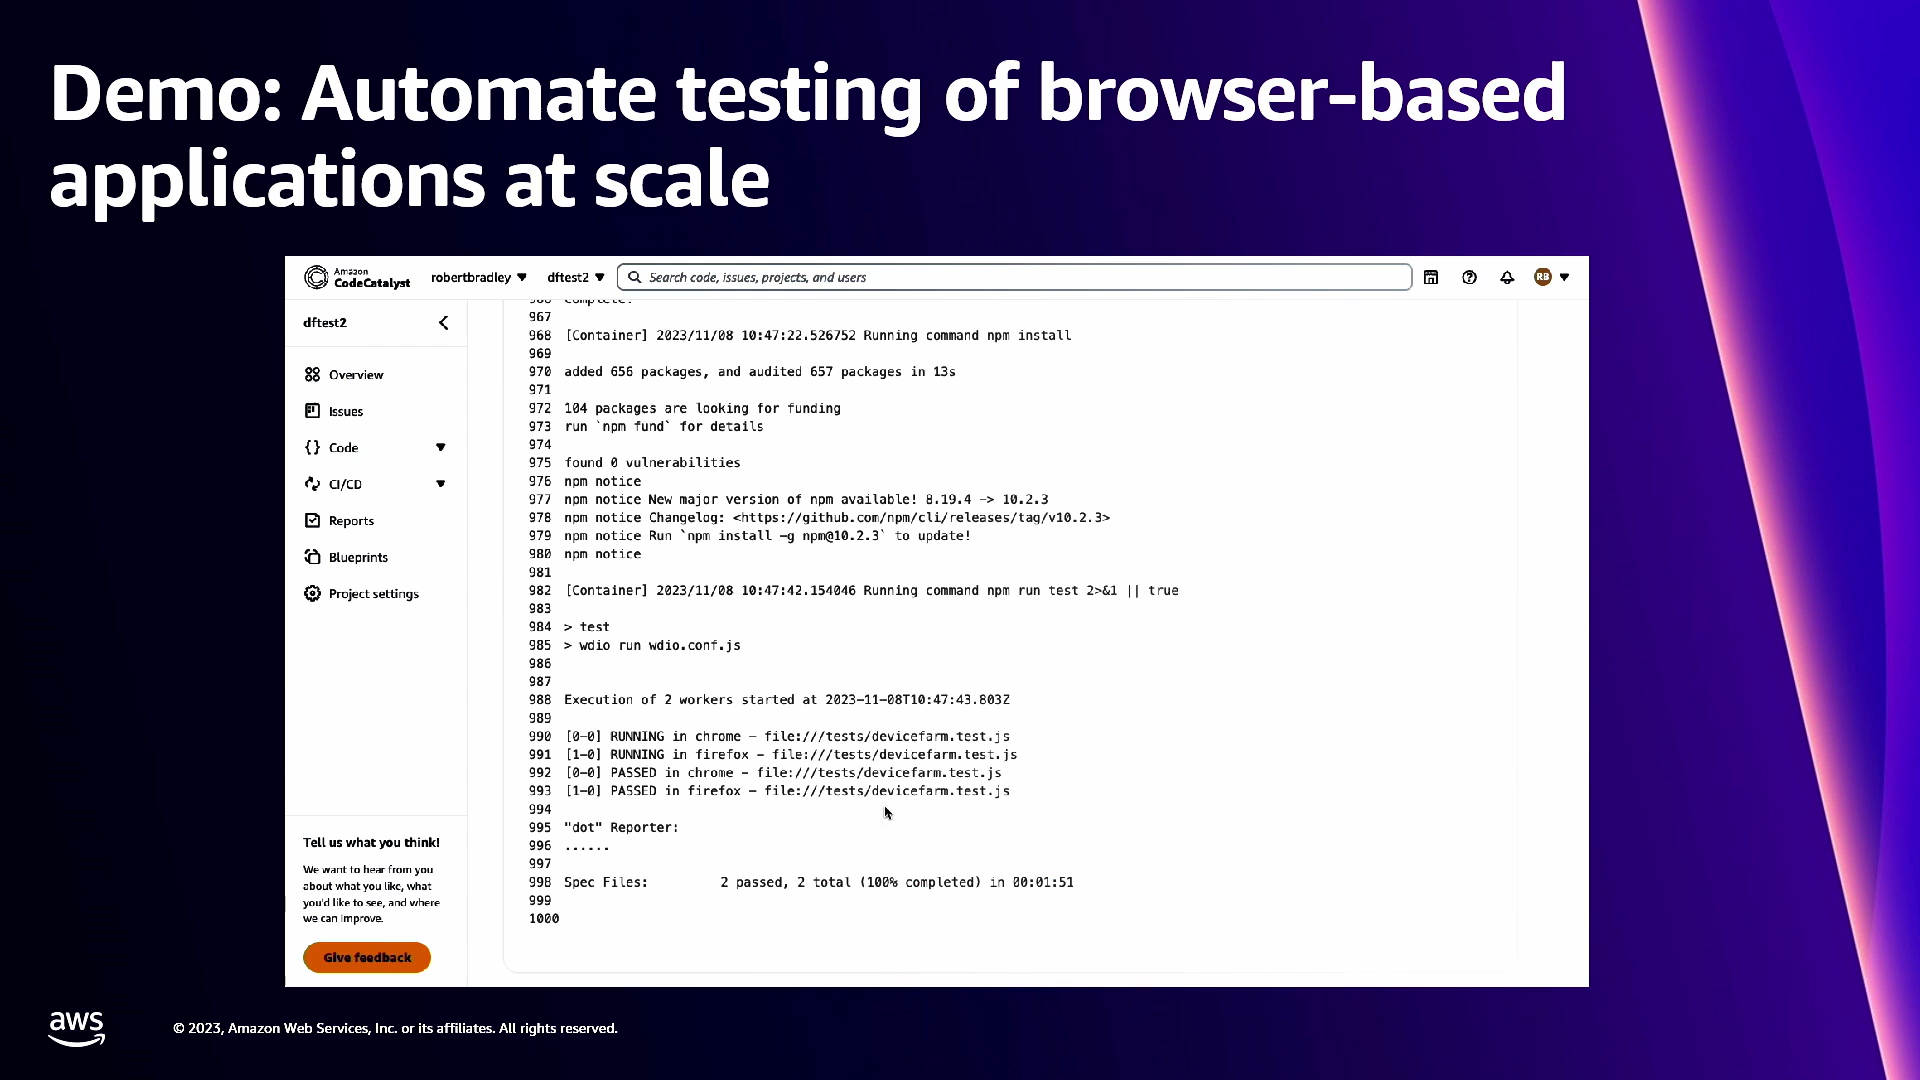 Demo: Automate testing of browser-based
applications at scale
Amazon
CodeCatalyst
robertbradley
dftest2
Search code, issues, projects, and users
RB
dftest2
Overview
Issues
Code
CI/CD
Reports
Blueprints
Project settings
Tell us what you think!
We want to hear from you
about what you like, what
you'd like to see, and where
we can improve.
Give feedback
966 Complete!
967
968 [Container] 2023/11/08 10:47:22.526752 Running command npm install
969
970 added 656 packages, and audited 657 packages in 13s
971
972 104 packages are looking for funding
973 run `npm fund` for details
974
975 found 0 vulnerabilities
976 npm notice
977 npm notice New major version of npm available! 8.19.4 -> 10.2.3
978 npm notice Changelog: <https://github.com/npm/cli/releases/tag/v10.2.3>
979 npm notice Run `npm install -g npm@10.2.3` to update!
980 npm notice
981
982 [Container] 2023/11/08 10:47:42.154046 Running command npm run test 2>&1 || true
983
984 > test
985 > wdio run wdio.conf.js
986
987
988 Execution of 2 workers started at 2023-11-08T10:47:43.803Z
989
990 [0-0] RUNNING in chrome - file:///tests/devicefarm.test.js
991 [1-0] RUNNING in firefox - file:///tests/devicefarm.test.js
992 [0-0] PASSED in chrome - file:///tests/devicefarm.test.js
993 [1-0] PASSED in firefox - file:///tests/devicefarm.test.js
994
995 "dot" Reporter:
996 ......
997
998 Spec Files: 2 passed, 2 total (100% completed) in 00:01:51
999
1000
aws
© 2023, Amazon Web Services, Inc. or its affiliates. All rights reserved.